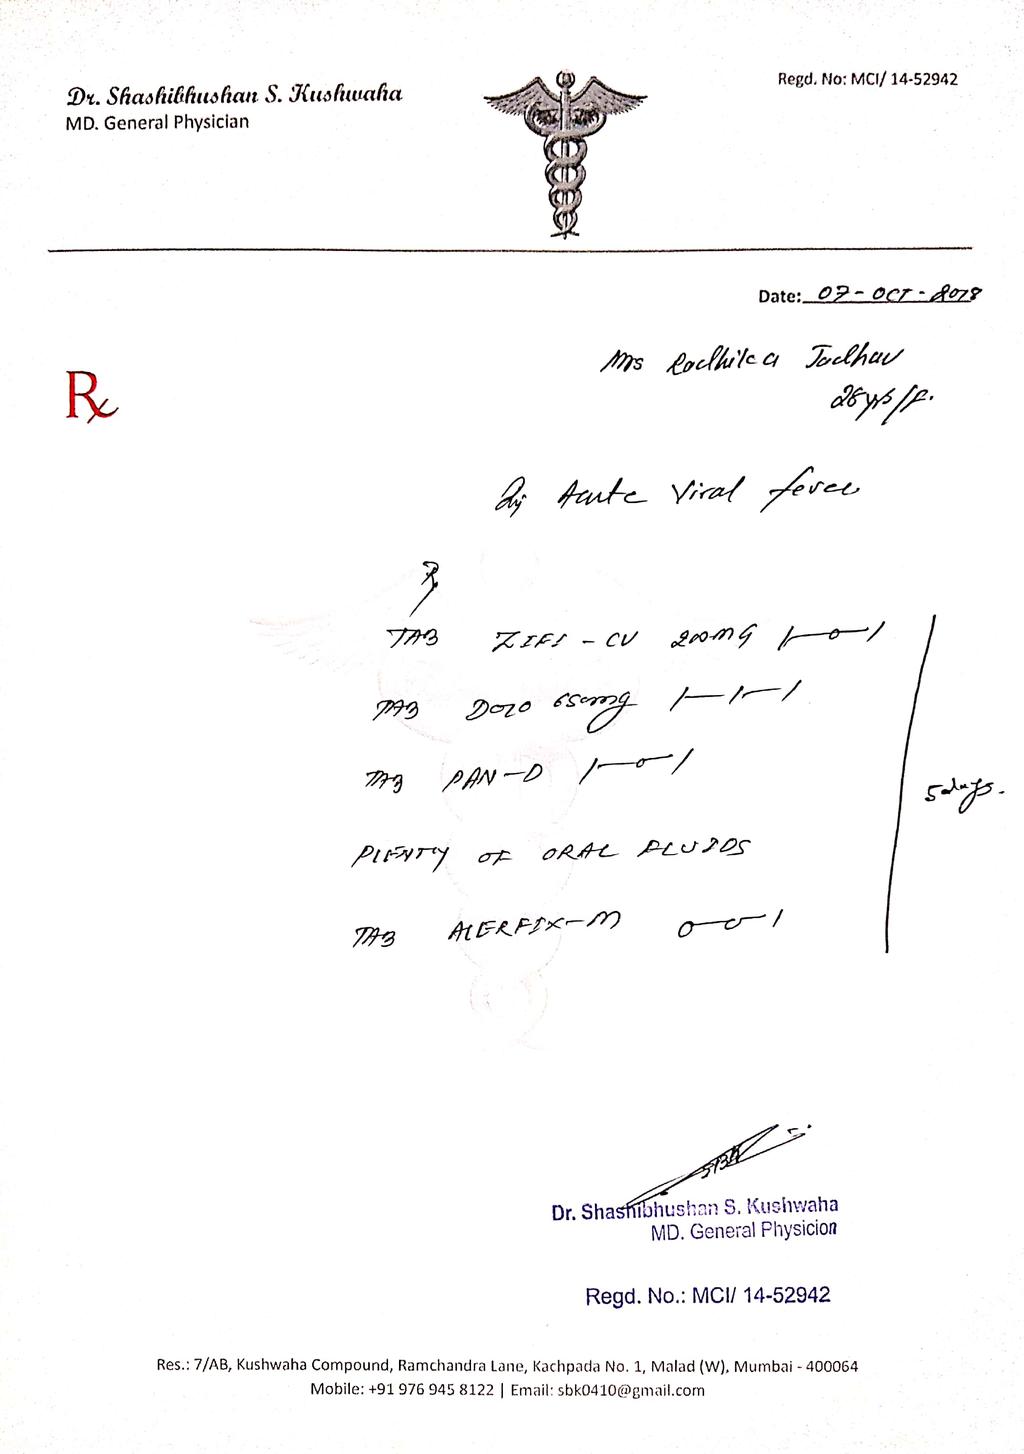 Dr. Shashibhushan S. Kushwaha
MD. General Physician
Regd. No: MCI/ 14-52942
Date: 07-OCT-2018
Rx
Mrs Radhika Jadhav
28yrs/F.
Acute Viral fever
Rx
TAB ZIFI-CV 200MG 1-0-1
TAB DOLO 650mg 1-1-1
TAB PAN-D 1-0-1
5 days.
PLENTY OF ORAL FLUIDS
TAB ALERFIX-M 0-0-1
Dr. Shashibhushan S. Kushwaha
MD. General Physicion
Regd. No.: MCI/ 14-52942
Res.: 7/AB, Kushwaha Compound, Ramchandra Lane, Kachpada No. 1, Malad (W), Mumbai - 400064
Mobile: +91 976 945 8122 | Email: sbk0410@gmail.com